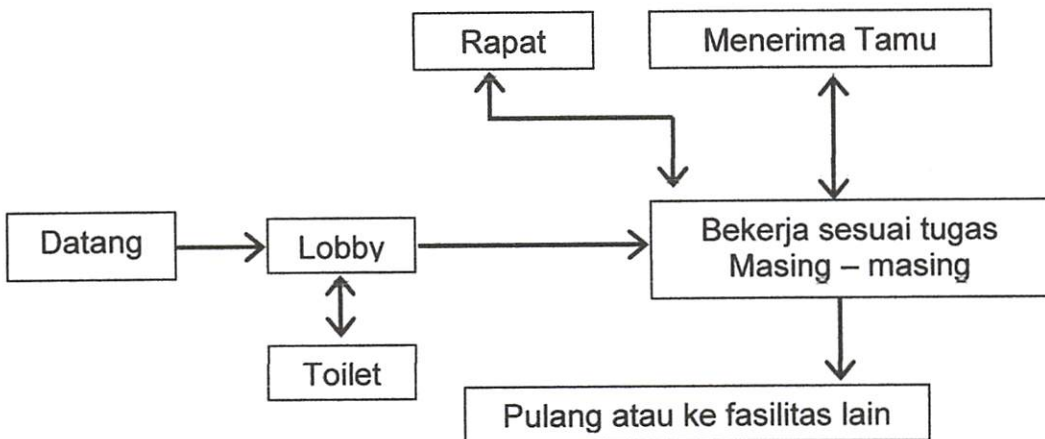 Rapat
Menerima Tamu
Datang
Lobby
Bekerja sesuai tugas
Masing – masing
Toilet
Pulang atau ke fasilitas lain